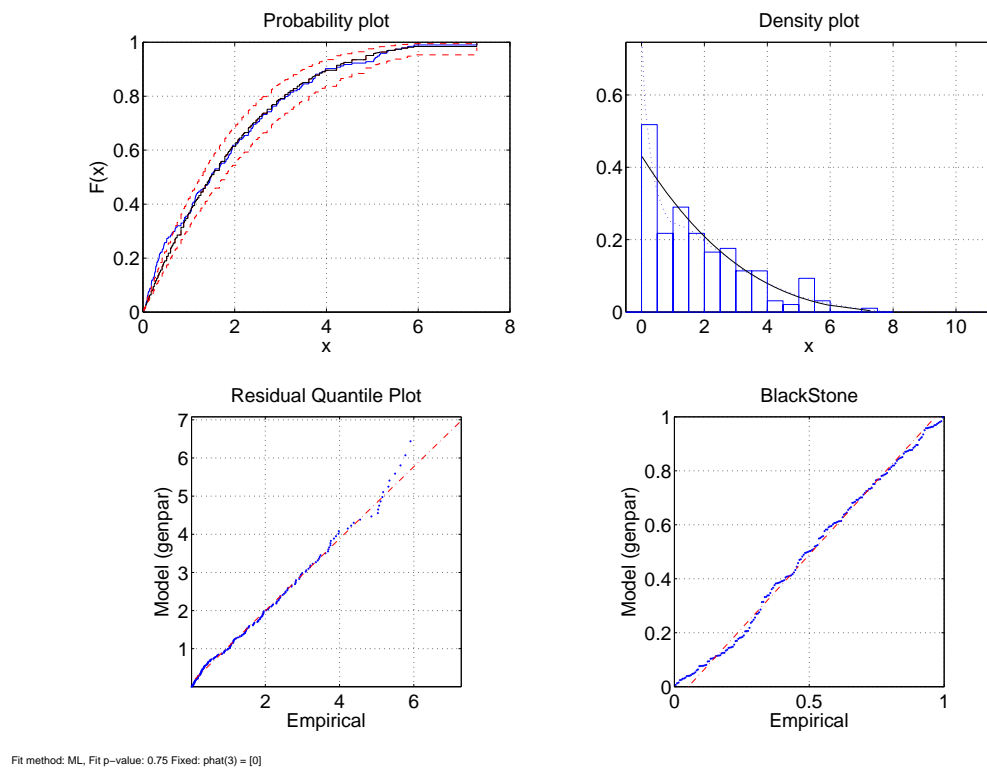 Probability plot
F(x)
1
0.8
0.6
0.4
0.2
0
0 2 4 6 8
x
Density plot
0.6
0.4
0.2
0
0 2 4 6 8 10
x
Residual Quantile Plot
Model (genpar)
7
6
5
4
3
2
1
2 4 6
Empirical
BlackStone
Model (genpar)
1
0.8
0.6
0.4
0.2
0
0 0.5 1
Empirical
Fit method: ML, Fit p−value: 0.75 Fixed: phat(3) = [0]